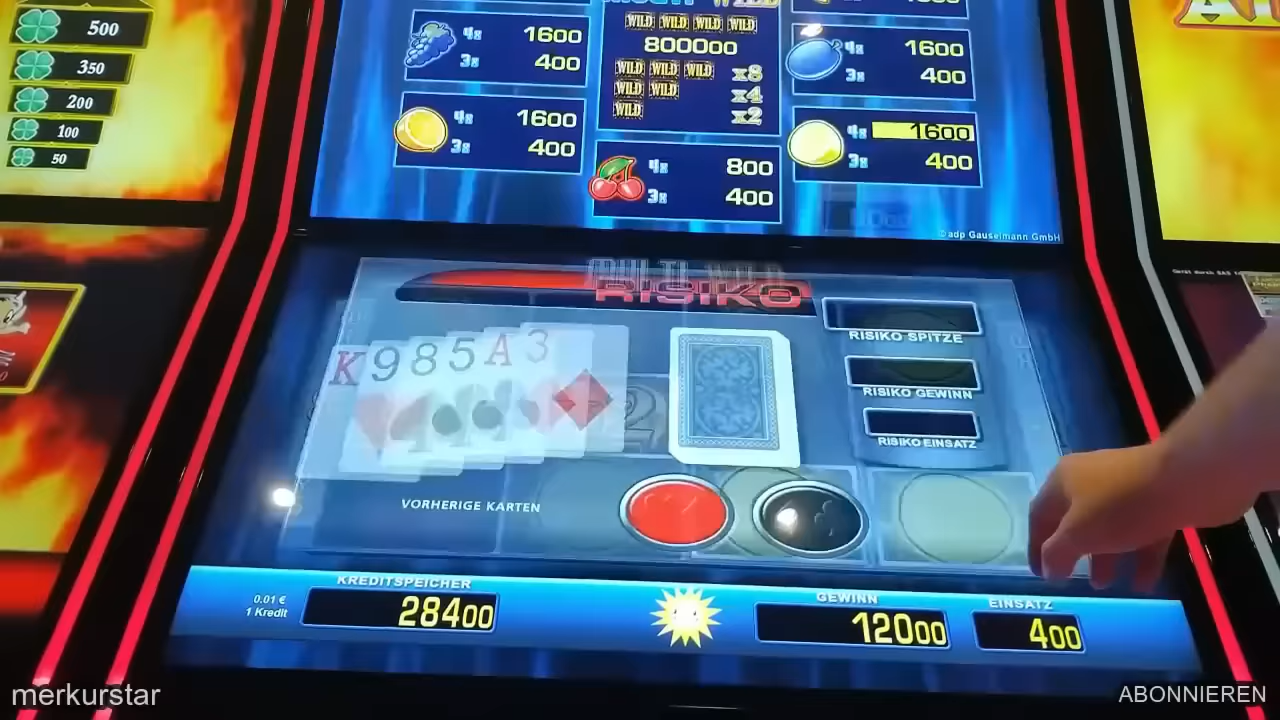 500
350
200
100
50
4x 1600
3x 400
4x 1600
3x 400
WILD WILD WILD WILD
800000
WILD WILD WILD x8
WILD WILD x4
WILD x2
4x 800
3x 400
4x 1600
3x 400
4x 1600
3x 400
©adp Gauselmann GmbH
MULTI WILD
RISIKO
K 9 8 5 A 3
RISIKO SPITZE
RISIKO GEWINN
RISIKO EINSATZ
VORHERIGE KARTEN
0.01 €
1 Kredit
KREDITSPEICHER
28400
GEWINN
12000
EINSATZ
400
merkurstar
ABONNIEREN